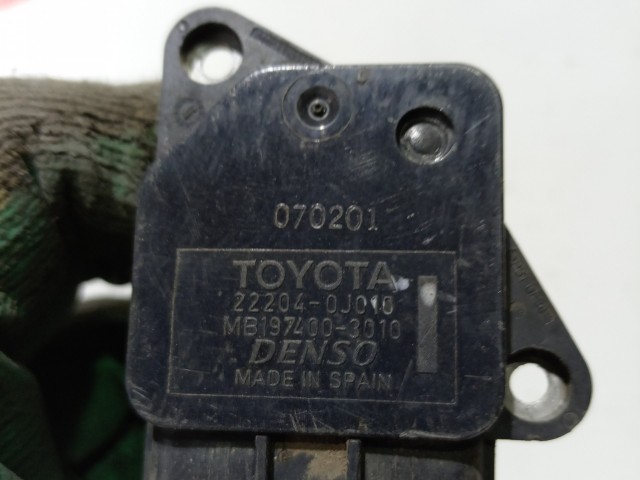 070201
TOYOTA
22204-0J010
MB197400-3010
DENSO
MADE IN SPAIN